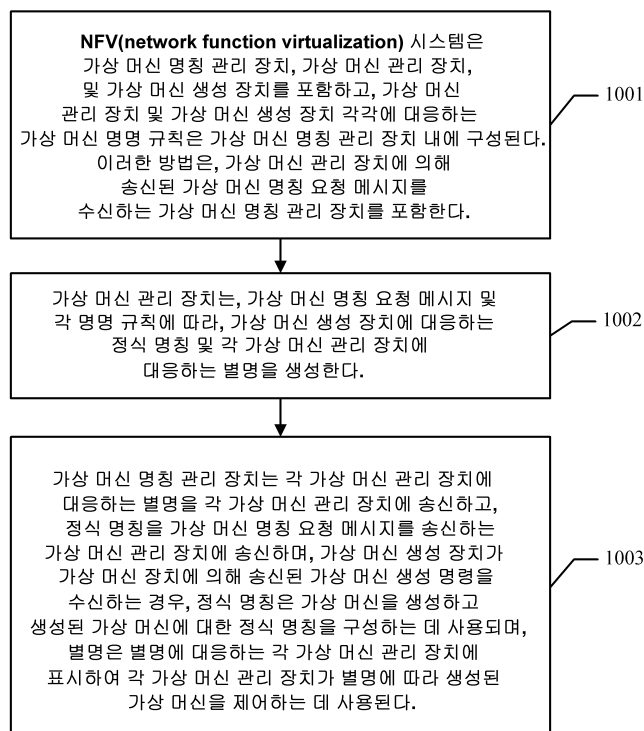 NFV(network function virtualization) 시스템은
가상 머신 명칭 관리 장치, 가상 머신 관리 장치,
및 가상 머신 생성 장치를 포함하고, 가상 머신
관리 장치 및 가상 머신 생성 장치 각각에 대응하는
가상 머신 명명 규칙은 가상 머신 명칭 관리 장치 내에 구성된다.
이러한 방법은, 가상 머신 관리 장치에 의해
송신된 가상 머신 명칭 요청 메시지를
수신하는 가상 머신 명칭 관리 장치를 포함한다.
1001
가상 머신 관리 장치는, 가상 머신 명칭 요청 메시지 및
각 명명 규칙에 따라, 가상 머신 생성 장치에 대응하는
정식 명칭 및 각 가상 머신 관리 장치에
대응하는 별명을 생성한다.
1002
가상 머신 명칭 관리 장치는 각 가상 머신 관리 장치에
대응하는 별명을 각 가상 머신 관리 장치에 송신하고,
정식 명칭을 가상 머신 명칭 요청 메시지를 송신하는
가상 머신 관리 장치에 송신하며, 가상 머신 생성 장치가
가상 머신 장치에 의해 송신된 가상 머신 생성 명령을
수신하는 경우, 정식 명칭은 가상 머신을 생성하고
생성된 가상 머신에 대한 정식 명칭을 구성하는 데 사용되며,
별명은 별명에 대응하는 각 가상 머신 관리 장치에
표시하여 각 가상 머신 관리 장치가 별명에 따라 생성된
가상 머신을 제어하는 데 사용된다.
1003